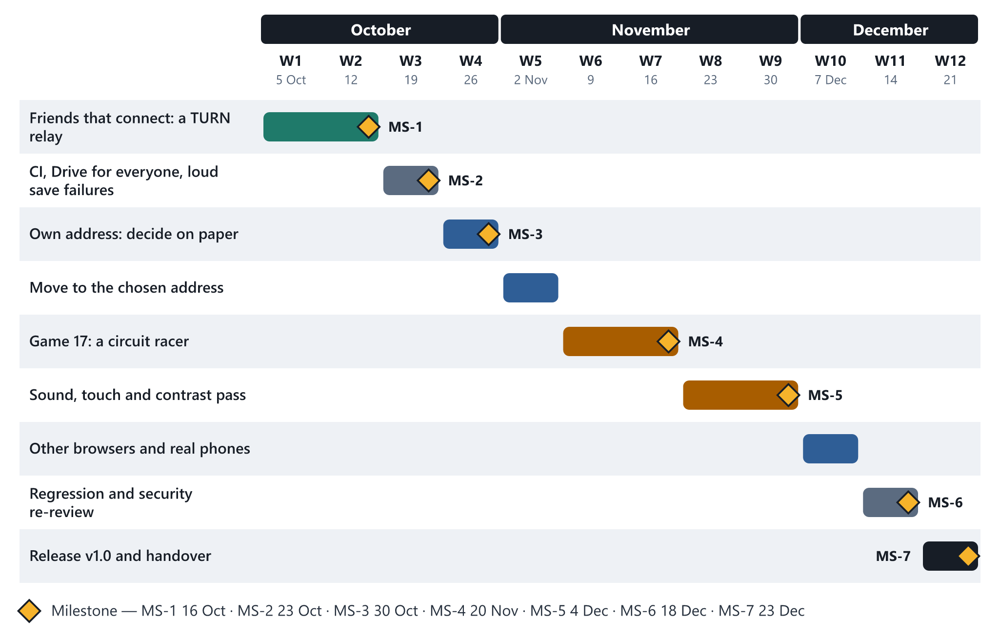 October November December
W1 W2 W3 W4 W5 W6 W7 W8 W9 W10 W11 W12
5 Oct 12 19 26 2 Nov 9 16 23 30 7 Dec 14 21
Friends that connect: a TURN
relay
MS-1
CI, Drive for everyone, loud
save failures
MS-2
Own address: decide on paper
MS-3
Move to the chosen address
Game 17: a circuit racer
MS-4
Sound, touch and contrast pass
MS-5
Other browsers and real phones
Regression and security
re-review
MS-6
Release v1.0 and handover
MS-7
Milestone — MS-1 16 Oct · MS-2 23 Oct · MS-3 30 Oct · MS-4 20 Nov · MS-5 4 Dec · MS-6 18 Dec · MS-7 23 Dec